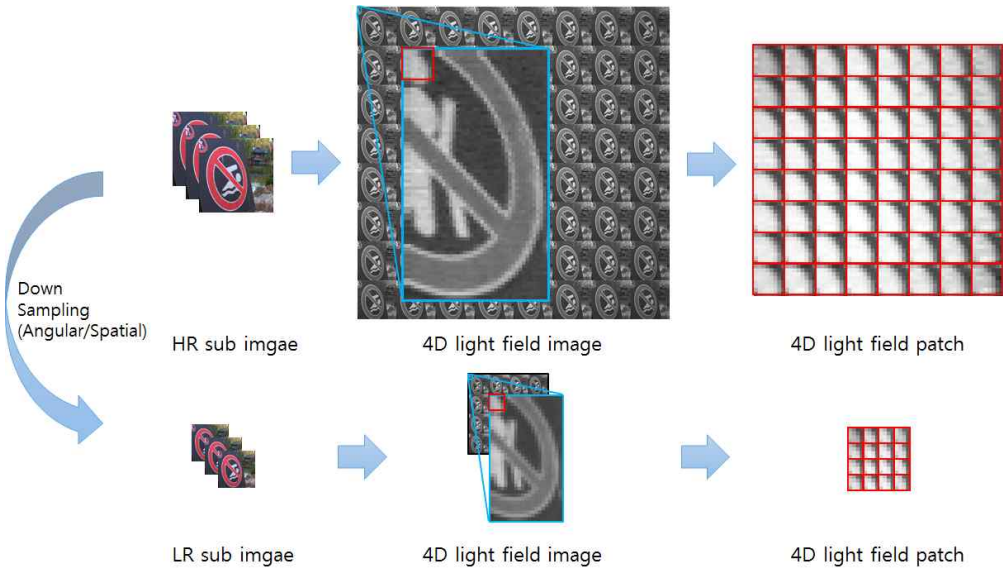 Down
Sampling
(Angular/Spatial)
HR sub imgae
4D light field image
4D light field patch
LR sub imgae
4D light field image
4D light field patch